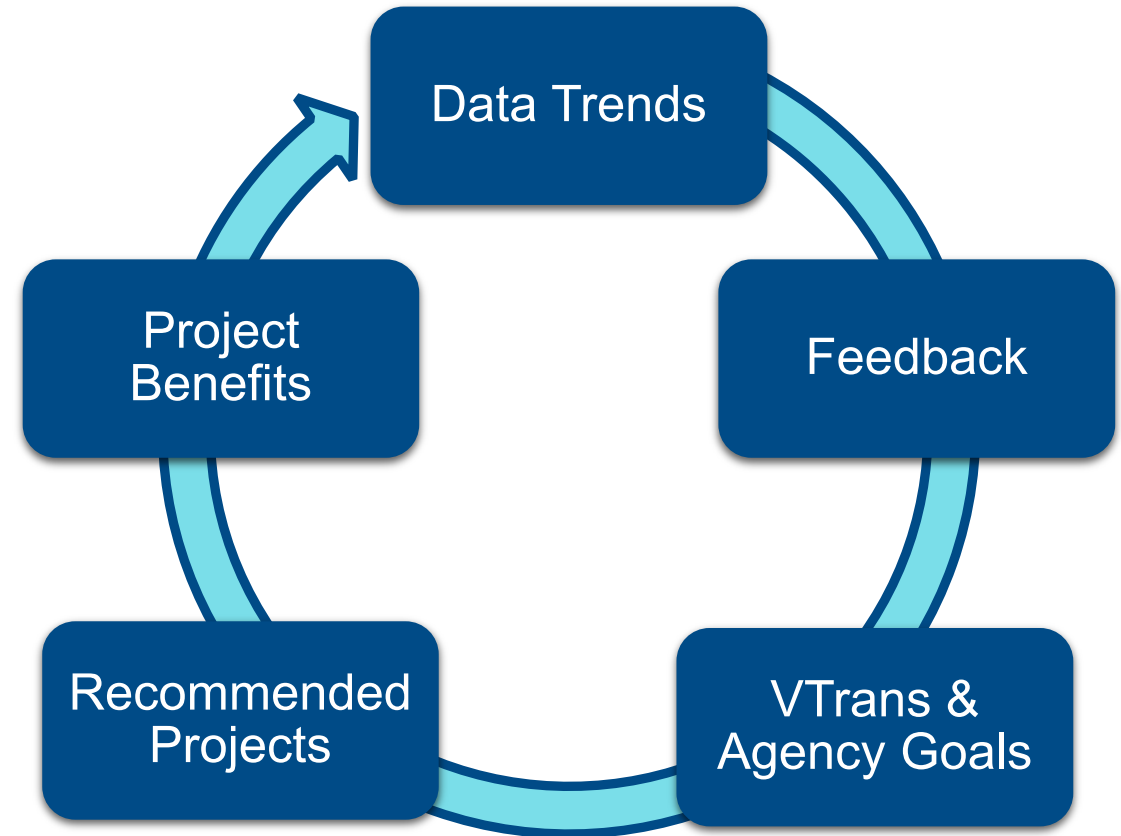 Data Trends
Feedback
VTrans &
Agency Goals
Recommended
Projects
Project
Benefits